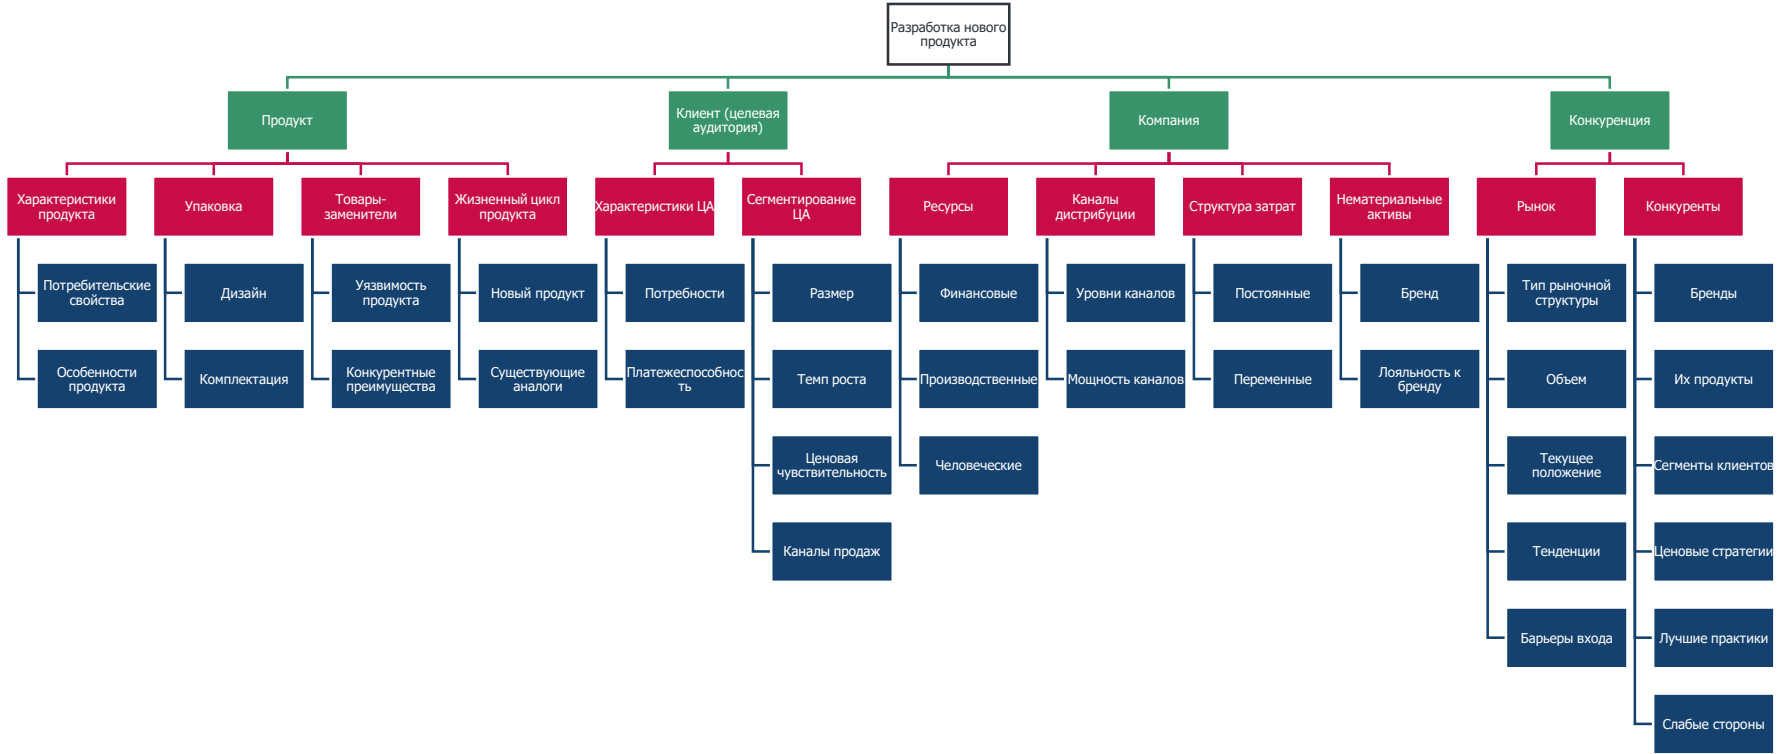 Разработка нового
продукта
Продукт
Клиент (целевая
аудитория)
Компания
Конкуренция
Характеристики
продукта
Упаковка
Товары-
заменители
Жизненный цикл
продукта
Характеристики ЦА
Сегментирование
ЦА
Ресурсы
Каналы
дистрибуции
Структура затрат
Нематериальные
активы
Рынок
Конкуренты
Потребительские
свойства
Дизайн
Уязвимость
продукта
Новый продукт
Потребности
Размер
Финансовые
Уровни каналов
Постоянные
Бренд
Тип рыночной
структуры
Бренды
Особенности
продукта
Комплектация
Конкурентные
преимущества
Существующие
аналоги
Платежеспособнос
ть
Темп роста
Производственные
Мощность каналов
Переменные
Лояльность к
бренду
Объем
Их продукты
Ценовая
чувствительность
Человеческие
Текущее
положение
Сегменты клиентов
Каналы продаж
Тенденции
Ценовые стратегии
Барьеры входа
Лучшие практики
Слабые стороны